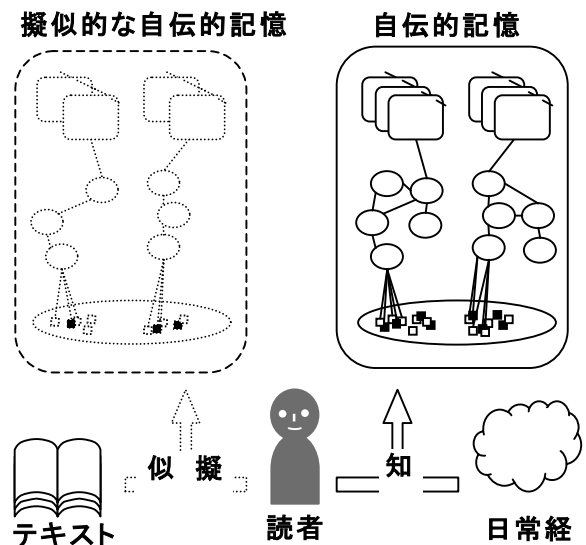 擬似的な自伝的記憶
自伝的記憶
似 擬
知
テキスト
読者
日常経